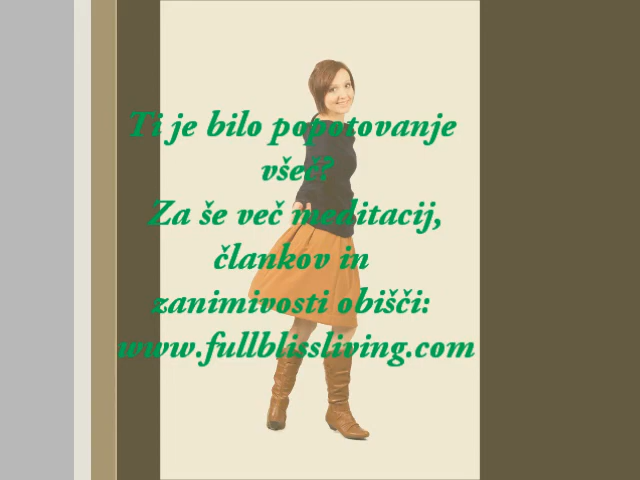 Ti je bilo popotovanje
všeč?
Za še več meditacij,
člankov in
zanimivosti obišči:
www.fullblissliving.com